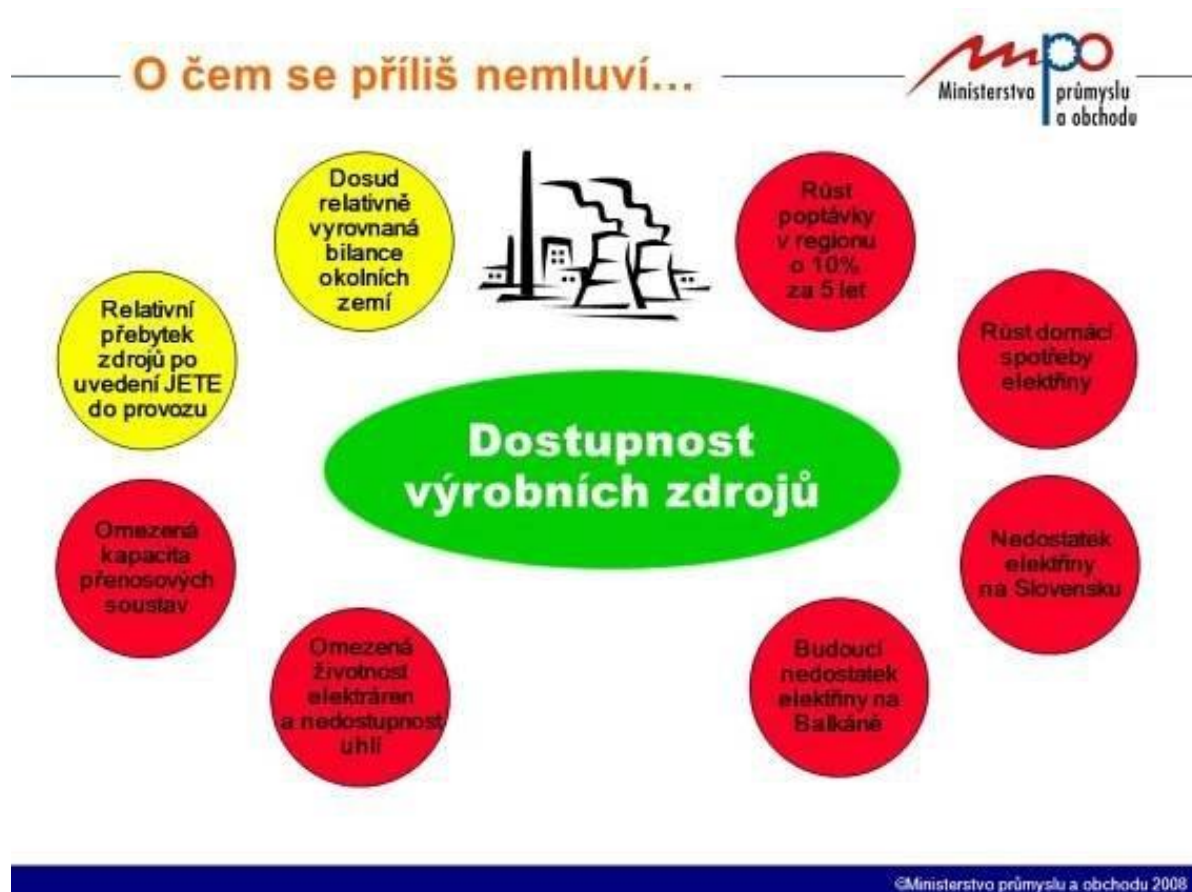 O čem se příliš nemluví...
Ministerstvo průmyslu
a obchodu
Dosud
relativně
vyrovnaná
bilance
okolních
zemí
Růst
poptávky
v regionu
o 10%
za 5 let
Relativní
přebytek
zdrojů po
uvedení JETE
do provozu
Růst domácí
spotřeby
elektřiny
Dostupnost
výrobních zdrojů
Omezená
kapacita
přenosových
soustav
Nedostatek
elektřiny
na Slovensku
Omezená
životnost
elektráren
a nedostupnost
uhlí
Budoucí
nedostatek
elektřiny na
Balkáně
©Ministerstvo průmyslu a obchodu 2008